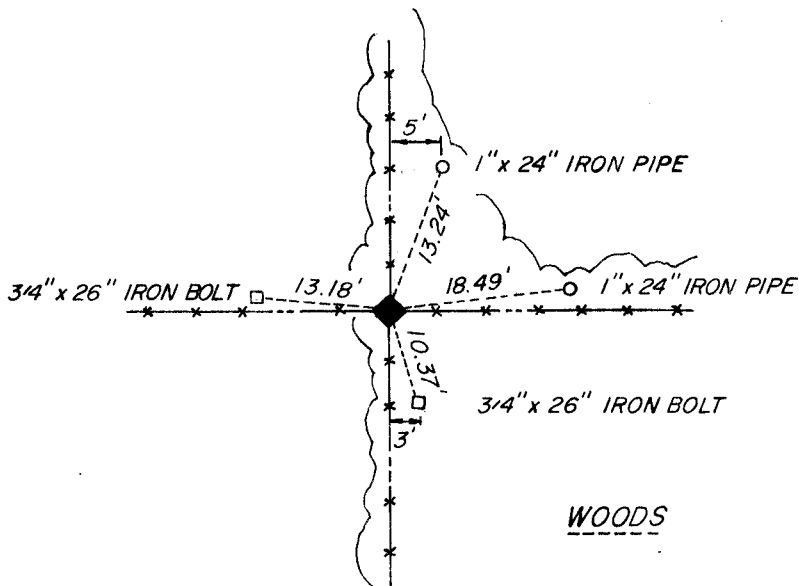 5'
1" x 24" IRON PIPE
13.24'
3/4" x 26" IRON BOLT
13.18'
18.49'
1" x 24" IRON PIPE
10.37'
3/4" x 26" IRON BOLT
3'
WOODS